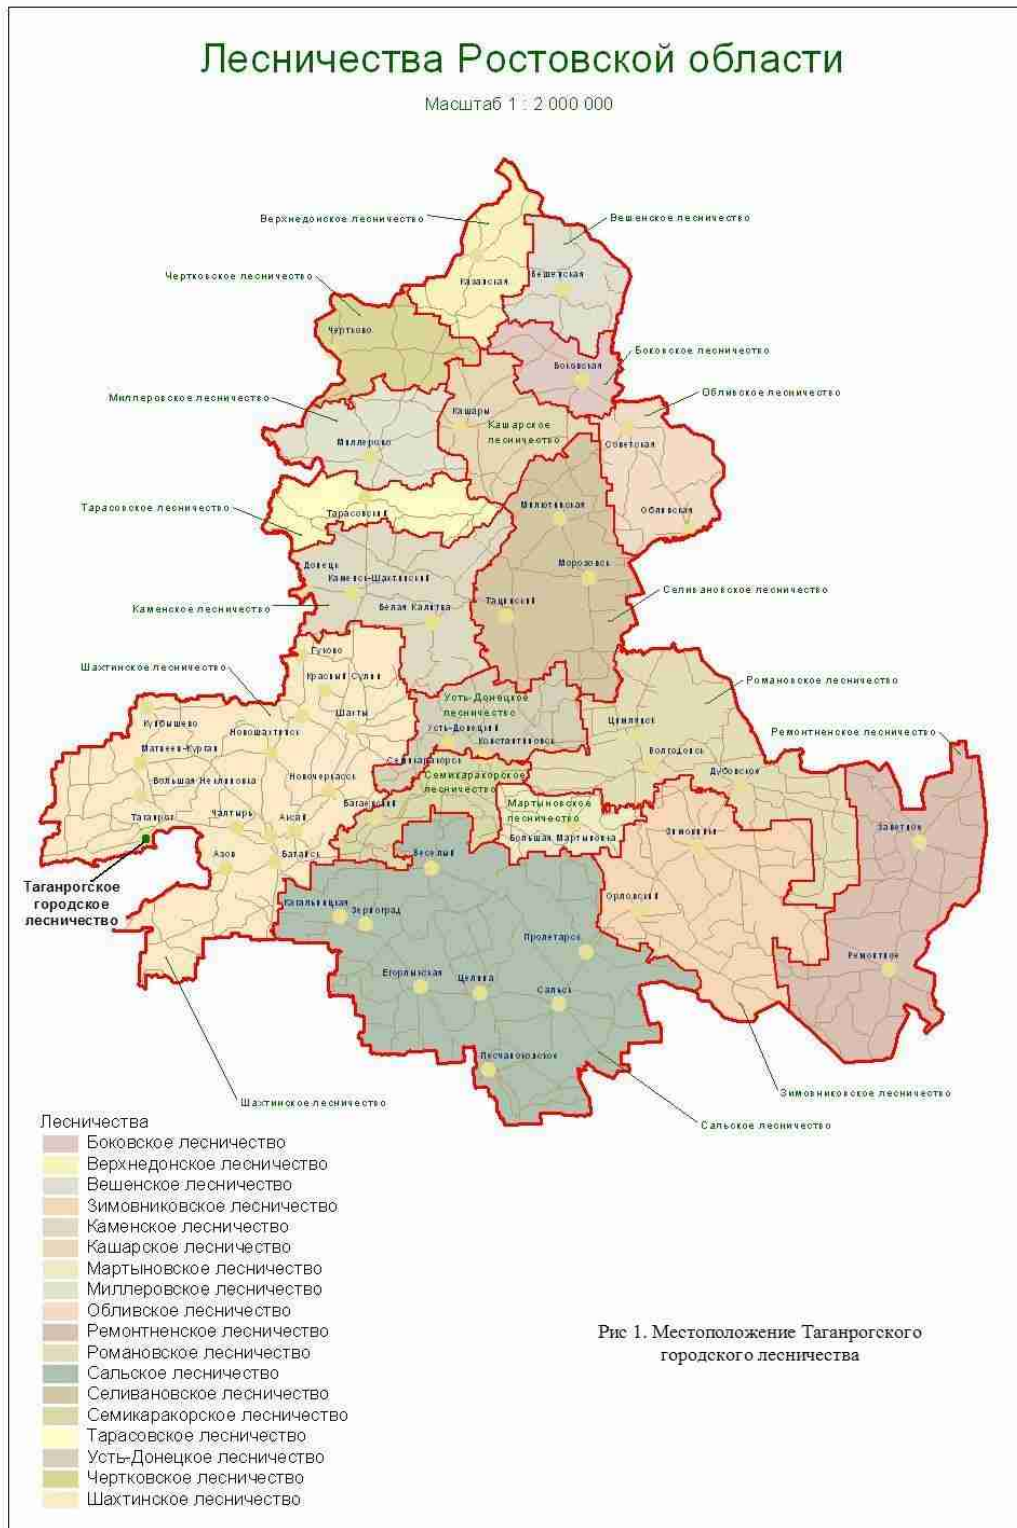 Лесничества Ростовской области
Масштаб 1 : 2 000 000
Верхнедонское лесничество
Вешенское лесничество
Казанская
Вешенская
Чертковское лесничество
Чертково
Боковское лесничество
Боковская
Миллеровское лесничество
Обливское лесничество
Кашары
Кашарское
лесничество
Советская
Миллерово
Тарасовское лесничество
Тарасовский
Милютинская
Обливская
Донецк
Каменск-Шахтинский
Морозовск
Белая Калитва
Тацинский
Каменское лесничество
Селивановское лесничество
Гуково
Шахтинское лесничество
Красный Сулин
Романовское лесничество
Усть-Донецкое
лесничество
Шахты
Куйбышево
Новошахтинск
Усть-Донецкий
Константиновск
Цимлянск
Ремонтненское лесничество
Матвеев-Курган
Волгодонск
Семикаракорск
Большая Неклиновка
Новочеркасск
Семикаракорское
лесничество
Дубовское
Багаевский
Мартыновское
лесничество
Таганрог
Чалтырь
Аксай
Большая Мартыновка
Зимовники
Заветное
Азов
Батайск
Веселый
Таганрогское
городское
лесничество
Кагальницкая
Зерноград
Орловский
Пролетарск
Ремонтное
Егорлыкская
Целина
Сальск
Песчанокопское
Шахтинское лесничество
Зимовниковское лесничество
Сальское лесничество
Лесничества
Боковское лесничество
Верхнедонское лесничество
Вешенское лесничество
Зимовниковское лесничество
Каменское лесничество
Кашарское лесничество
Мартыновское лесничество
Миллеровское лесничество
Обливское лесничество
Ремонтненское лесничество
Романовское лесничество
Сальское лесничество
Селивановское лесничество
Семикаракорское лесничество
Тарасовское лесничество
Усть-Донецкое лесничество
Чертковское лесничество
Шахтинское лесничество
Рис 1. Местоположение Таганрогского
городского лесничества